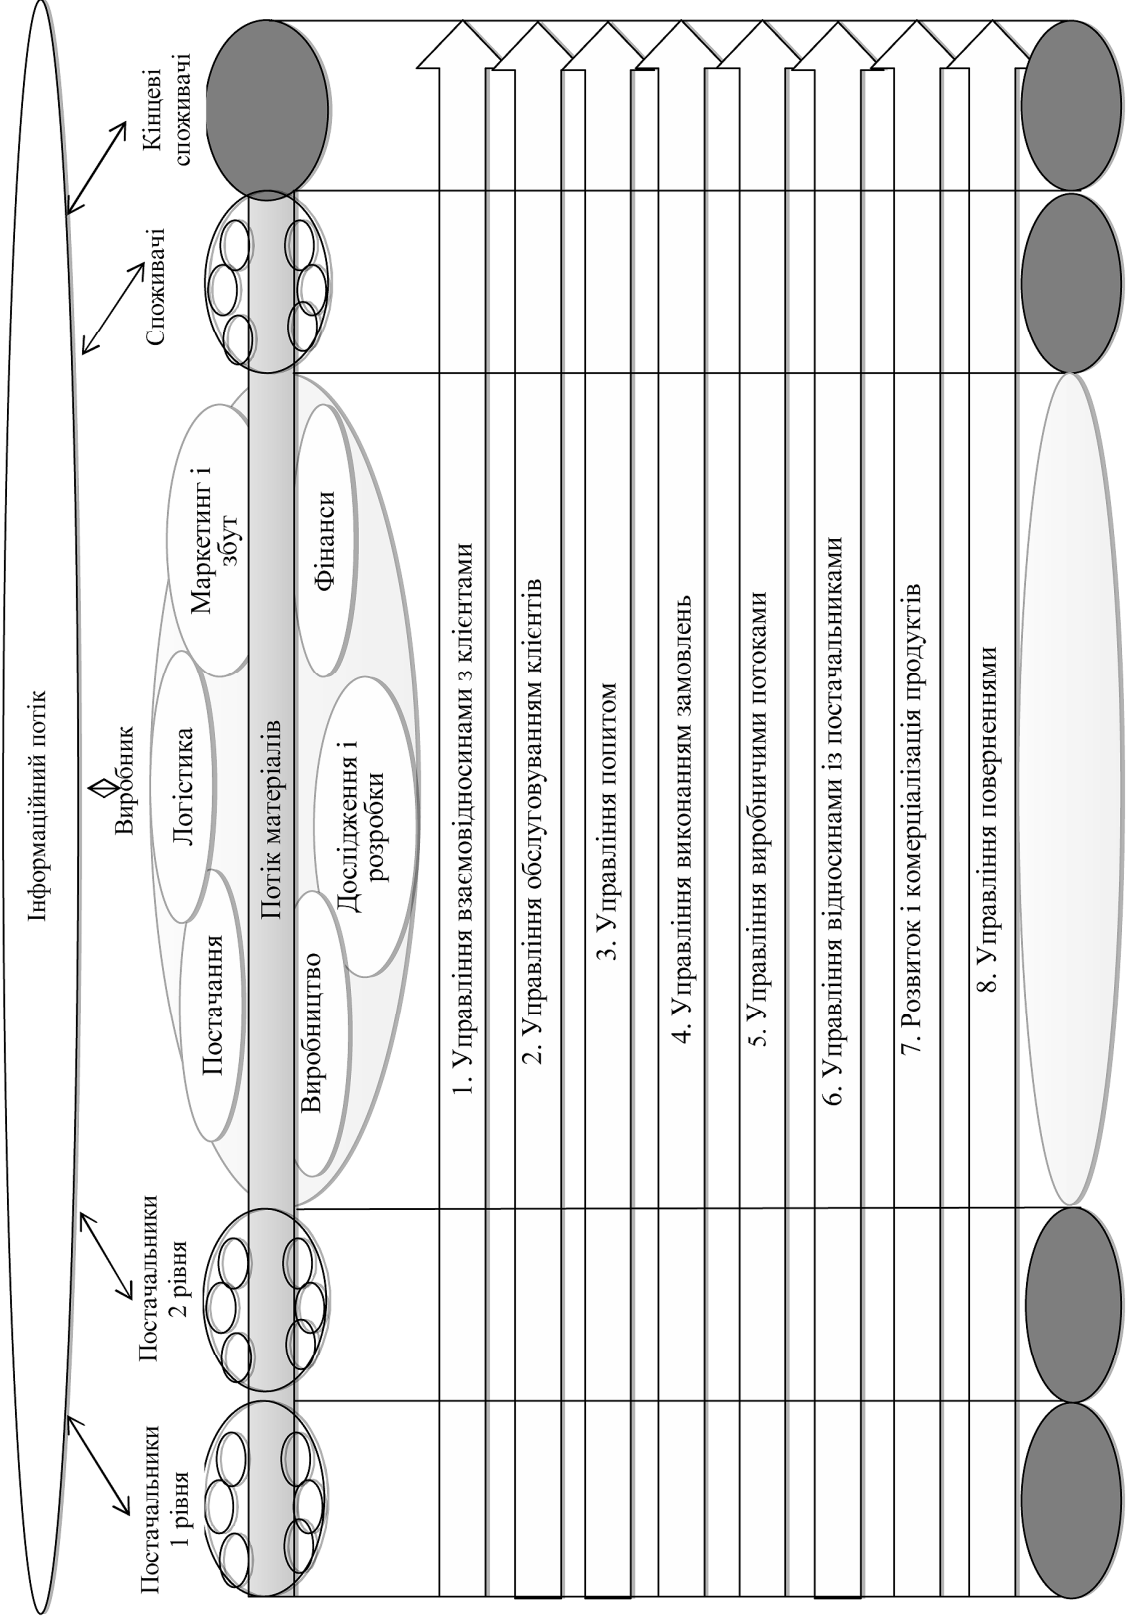 Інформаційний потік
Постачальники
1 рівня
Постачальники
2 рівня
Виробник
Споживачі
Кінцеві
споживачі
Постачання
Логістика
Маркетинг і
збут
Потік матеріалів
Виробництво
Дослідження і
розробки
Фінанси
1. Управління взаємовідносинами з клієнтами
2. Управління обслуговуванням клієнтів
3. Управління попитом
4. Управління виконанням замовлень
5. Управління виробничими потоками
6. Управління відносинами із постачальниками
7. Розвиток і комерціалізація продуктів
8. Управління поверненнями